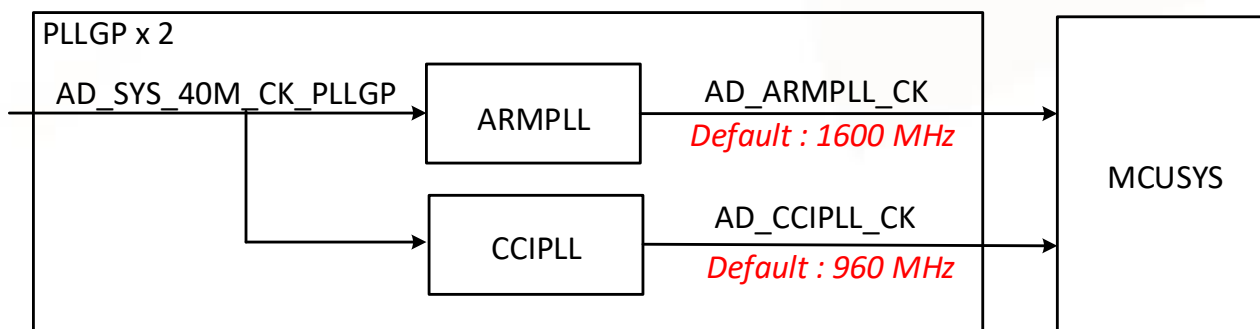 PLLGP x 2
AD_SYS_40M_CK_PLLGP
ARMPLL
AD_ARMPLL_CK
Default : 1600 MHz
MCUSYS
CCIPLL
AD_CCIPLL_CK
Default : 960 MHz